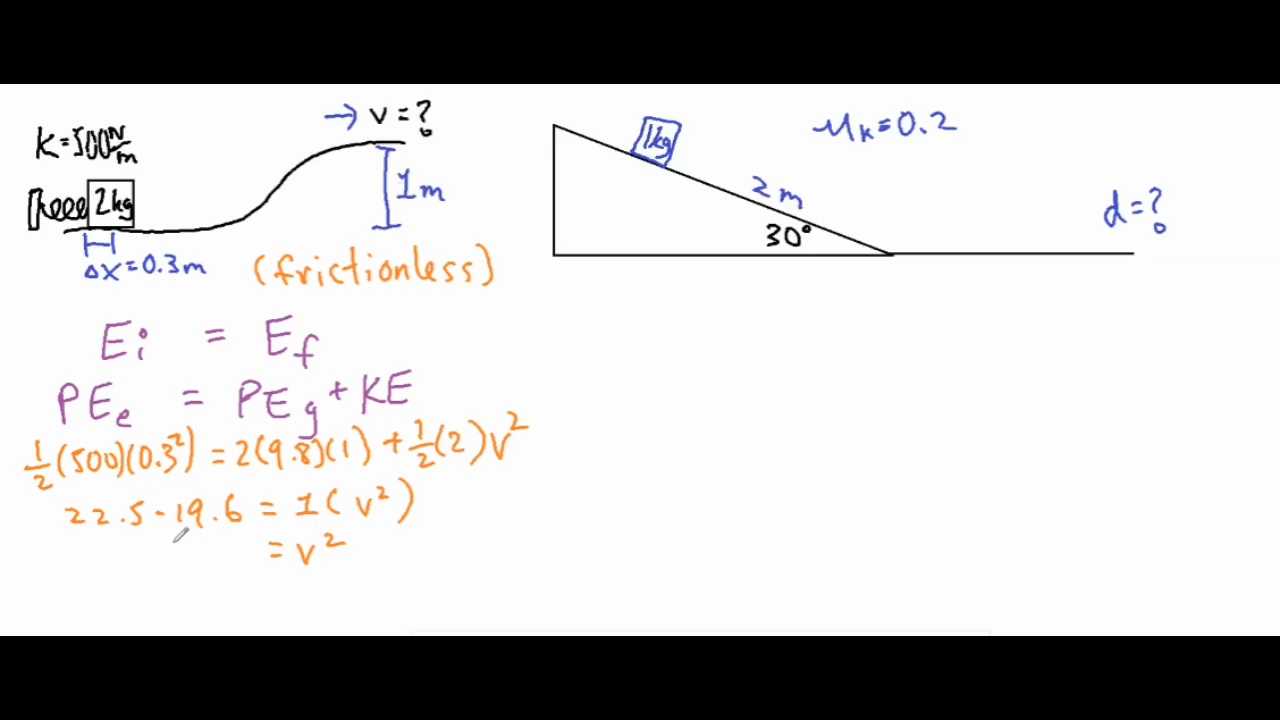 → v = ?
K = 500 N/m
2kg
1m
Δx = 0.3m
(frictionless)
Ei = Ef
PEe = PEg + KE
½(500)(0.3²) = 2(9.8)(1) + ½(2)v²
22.5 - 19.6 = 1(v²)
= v²
1kg
μk = 0.2
2m
30°
d = ?